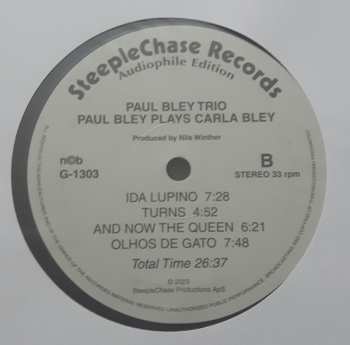 SteepleChase Records
Audiophile Edition
PAUL BLEY TRIO
PAUL BLEY PLAYS CARLA BLEY
Produced by Nils Winther
n©b
G-1303
B
STEREO 33 rpm
IDA LUPINO 7:28
TURNS 4:52
AND NOW THE QUEEN 6:21
OLHOS DE GATO 7:48
Total Time 26:37
SteepleChase Productions ApS